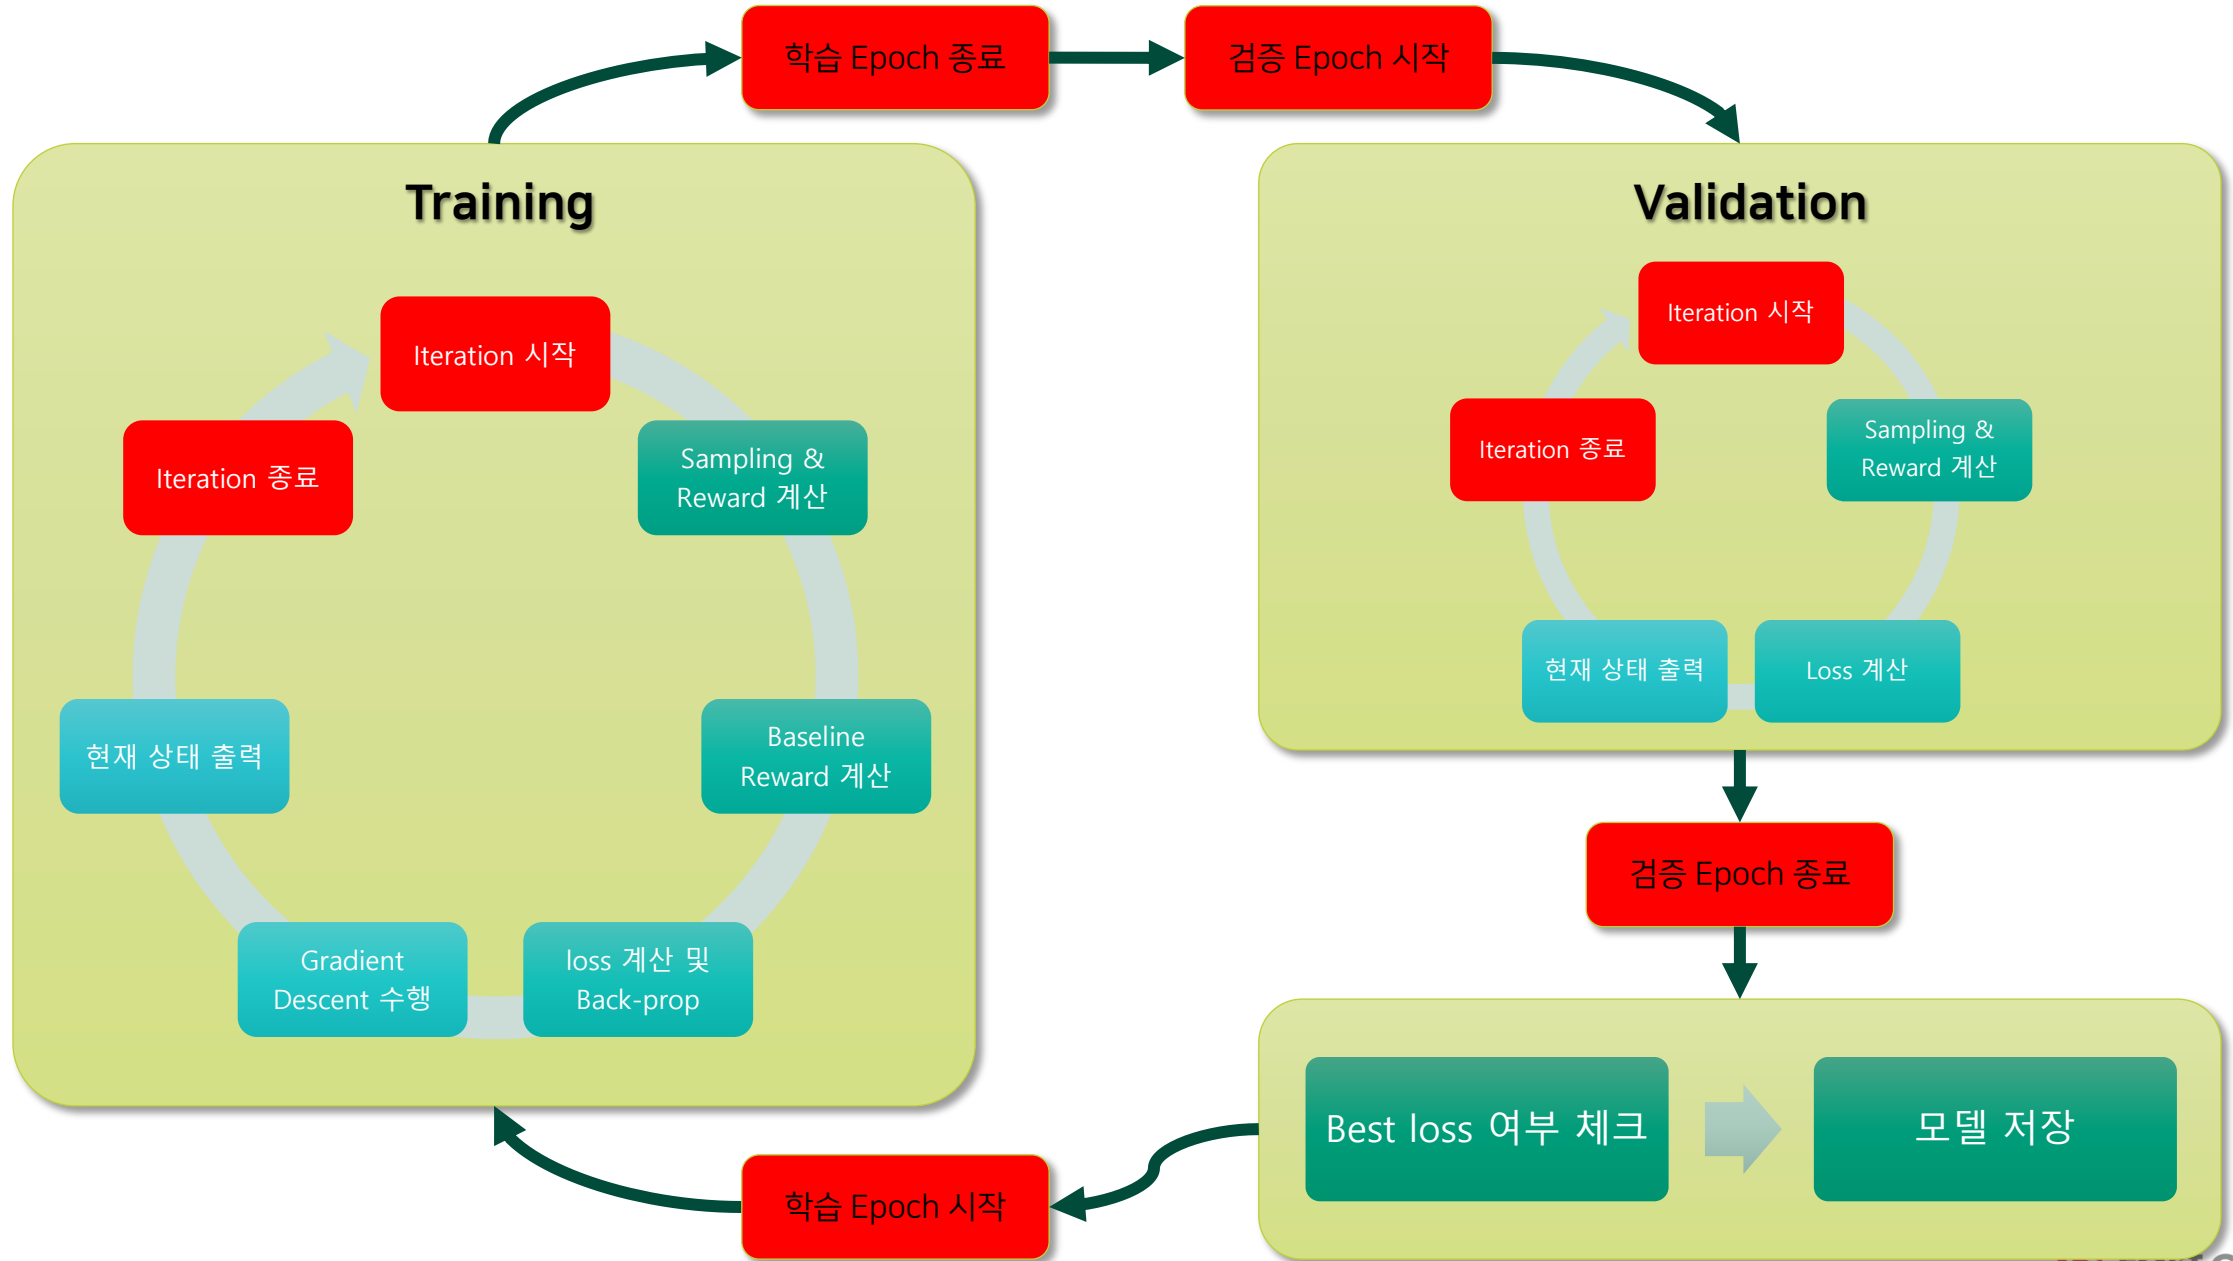 학습 Epoch 종료
검증 Epoch 시작
Training
Iteration 시작
Sampling &
Reward 계산
Baseline
Reward 계산
loss 계산 및
Back-prop
Gradient
Descent 수행
현재 상태 출력
Iteration 종료
Validation
Iteration 시작
Sampling &
Reward 계산
Loss 계산
현재 상태 출력
Iteration 종료
검증 Epoch 종료
Best loss 여부 체크
모델 저장
학습 Epoch 시작